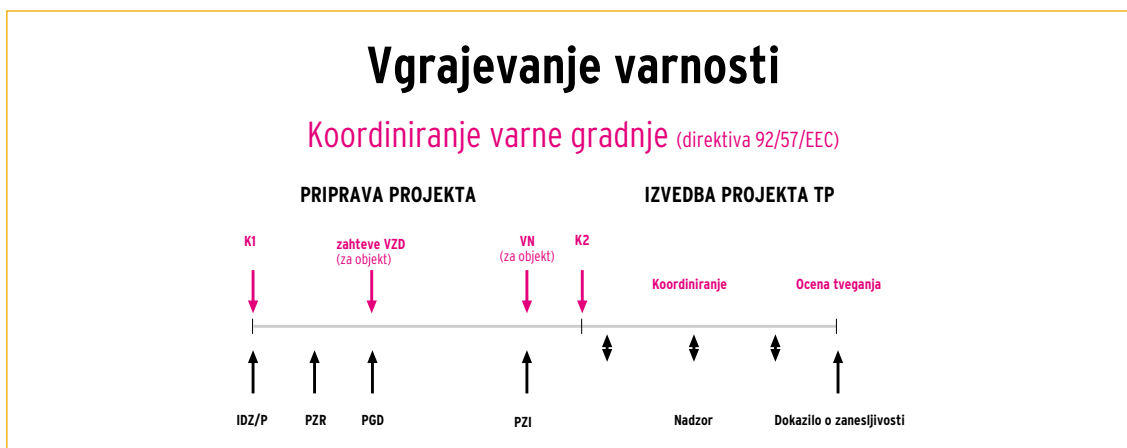 Vgrajevanje varnosti
Koordiniranje varne gradnje (direktiva 92/57/EEC)
PRIPRAVA PROJEKTA
IZVEDBA PROJEKTA TP
K1
zahteve VZD
(za objekt)
VN
(za objekt)
K2
Koordiniranje
Ocena tveganja
IDZ/P
PZR
PGD
PZI
Nadzor
Dokazilo o zanesljivosti